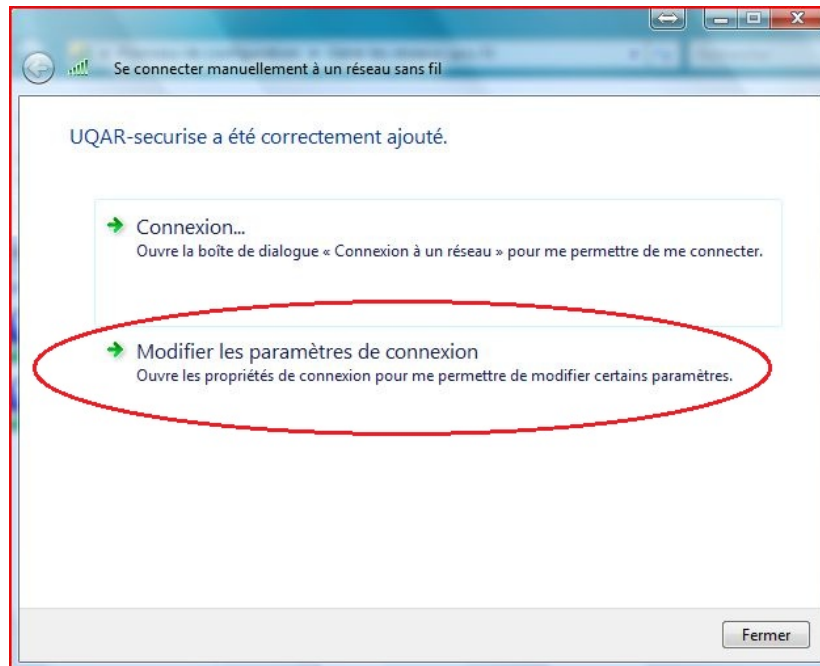 Se connecter manuellement à un réseau sans fil
UQAR-securise a été correctement ajouté.
Connexion...
Ouvre la boîte de dialogue « Connexion à un réseau » pour me permettre de me connecter.
Modifier les paramètres de connexion
Ouvre les propriétés de connexion pour me permettre de modifier certains paramètres.
Fermer